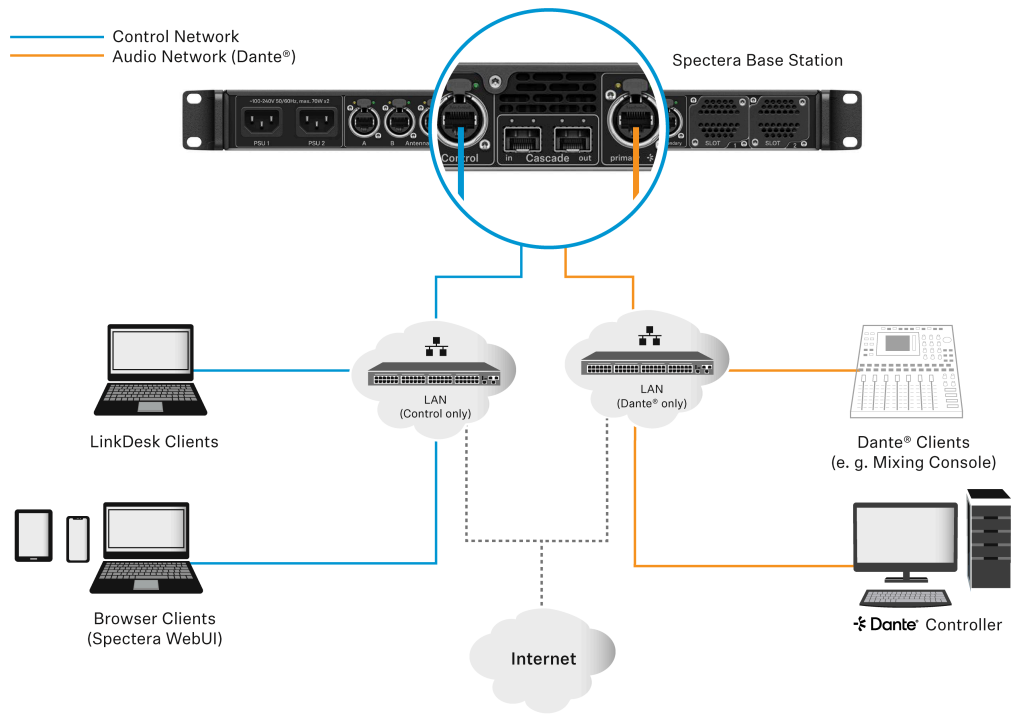 Control Network
Audio Network (Dante®)
Spectera Base Station
~100-240V 50/60Hz, max. 70W x2
PSU 1
PSU 2
A
B
Antenna
Control
in
Cascade
out
primary
SLOT
1
SLOT
2
LAN
(Control only)
LAN
(Dante® only)
LinkDesk Clients
Dante® Clients
(e. g. Mixing Console)
Browser Clients
(Spectera WebUI)
Dante® Controller
Internet